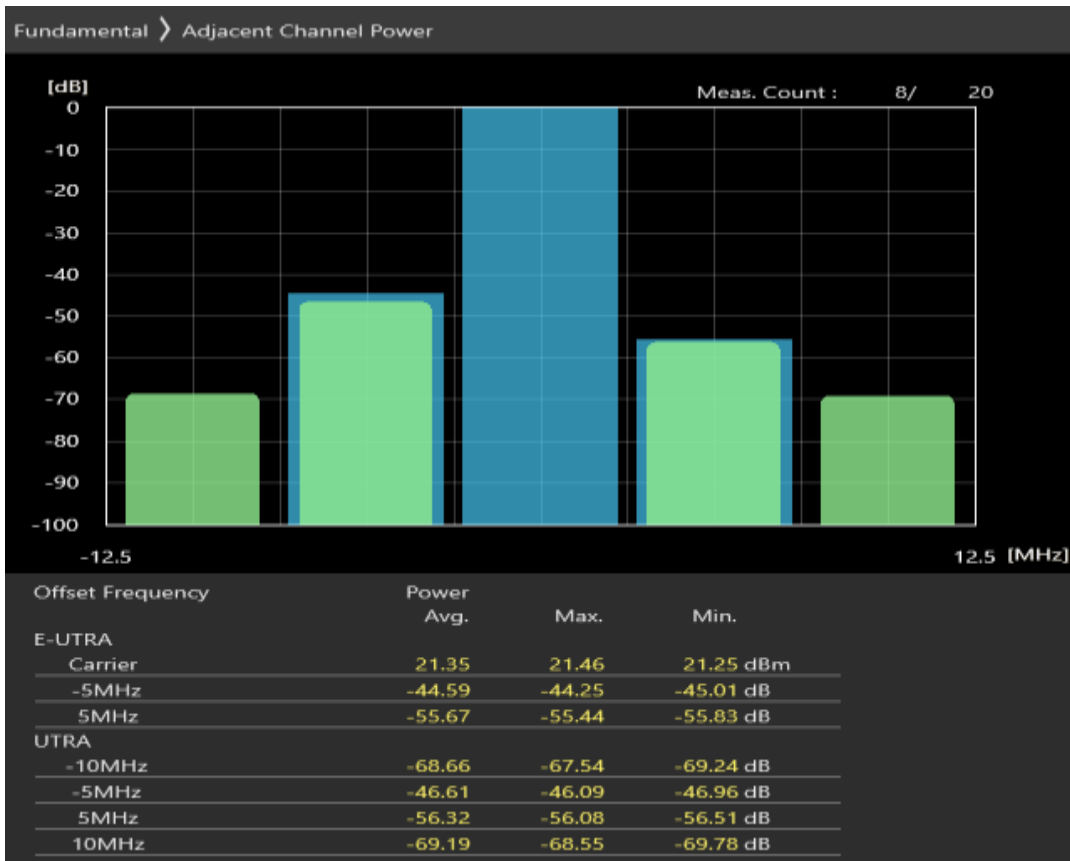 Fundamental ❯ Adjacent Channel Power
[dB]
Meas. Count : 8/ 20
0
-10
-20
-30
-40
-50
-60
-70
-80
-90
-100
-12.5 12.5 [MHz]
Offset Frequency Power
Avg. Max. Min.
E-UTRA
Carrier 21.35 21.46 21.25 dBm
-5MHz -44.59 -44.25 -45.01 dB
5MHz -55.67 -55.44 -55.83 dB
UTRA
-10MHz -68.66 -67.54 -69.24 dB
-5MHz -46.61 -46.09 -46.96 dB
5MHz -56.32 -56.08 -56.51 dB
10MHz -69.19 -68.55 -69.78 dB